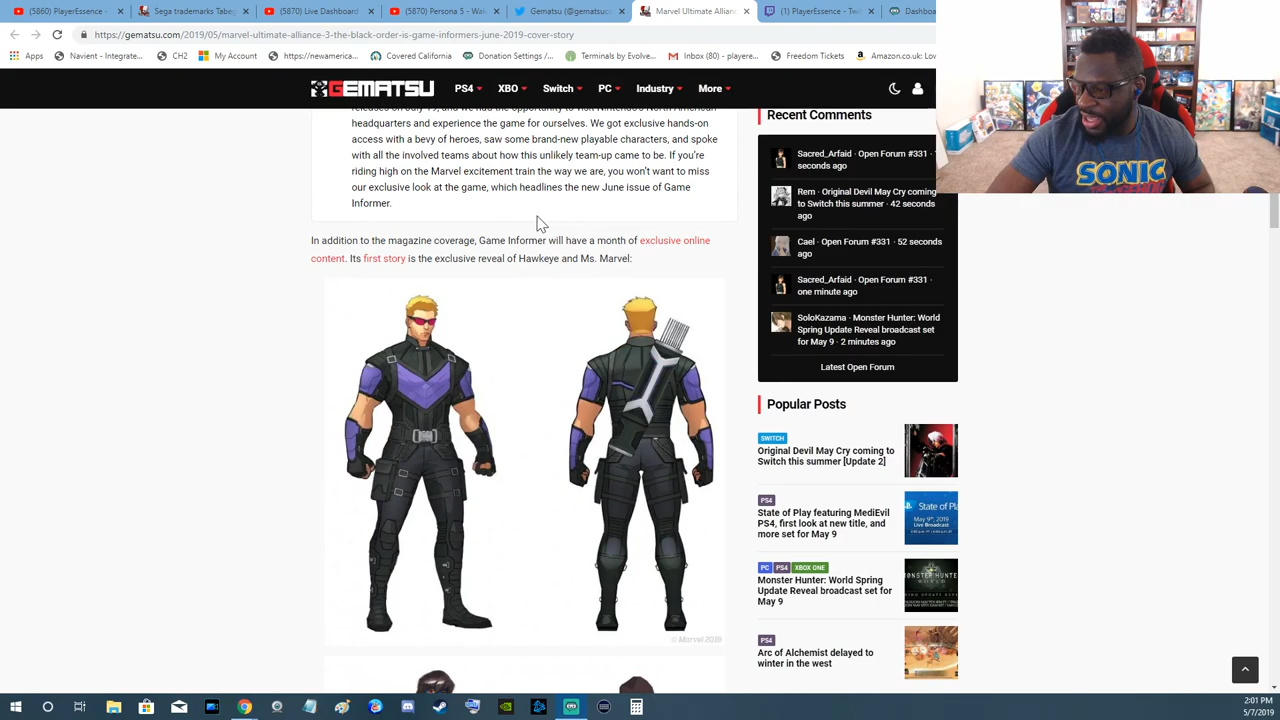 (5860) PlayerEssence - Y
Sega trademarks Tabe
(5870) Live Dashboard
(5870) Persona 5 - Wa
Gematsu (@gematsuc
Marvel Ultimate Allianc
(1) PlayerEssence - Tw
Dashboa
https://gematsu.com/2019/05/marvel-ultimate-alliance-3-the-black-order-is-game-informers-june-2019-cover-story
Apps
Navient - Integrate...
CH2
My Account
https://newamerica...
Covered California
Donation Settings /...
Terminals by Evolve...
Inbox (80) - playere...
Freedom Tickets
Amazon.co.uk: Lov
GEMATSU
PS4
XBO
Switch
PC
Industry
More
headquarters and experience the game for ourselves. We got exclusive hands-on
access with a bevy of heroes, saw some brand-new playable characters, and spoke
with all the involved teams about how this unlikely team-up came to be. If you're
riding high on the Marvel excitement train the way we are, you won't want to miss
our exclusive look at the game, which headlines the new June issue of Game
Informer.
In addition to the magazine coverage, Game Informer will have a month of exclusive online
content. Its first story is the exclusive reveal of Hawkeye and Ms. Marvel:
© Marvel 2019
Recent Comments
Sacred_Arfaid · Open Forum #331 ·
seconds ago
Rem · Original Devil May Cry coming
to Switch this summer · 42 seconds
ago
Cael · Open Forum #331 · 52 seconds
ago
Sacred_Arfaid · Open Forum #331 ·
one minute ago
SoloKazama · Monster Hunter: World
Spring Update Reveal broadcast set
for May 9 · 2 minutes ago
Latest Open Forum
Popular Posts
SWITCH
Original Devil May Cry coming to
Switch this summer [Update 2]
PS4
State of Play featuring MediEvil
PS4, first look at new title, and
more set for May 9
State of Pl
May 9th, 2019
Live Broadcast
PC PS4 XBOX ONE
Monster Hunter: World Spring
Update Reveal broadcast set for
May 9
PS4
Arc of Alchemist delayed to
winter in the west
SONIC
2:01 PM
5/7/2019